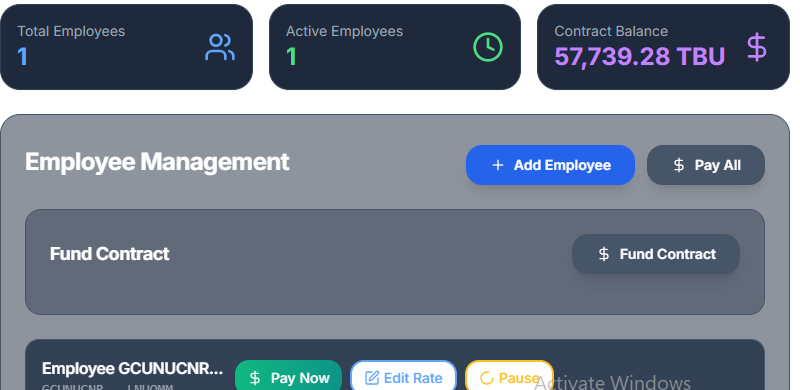 Total Employees
1
Active Employees
1
Contract Balance
57,739.28 TBU
Employee Management
Add Employee
Pay All
Fund Contract
Fund Contract
Employee GCUNUCNR...
Pay Now
Edit Rate
Pause
Activate Windows